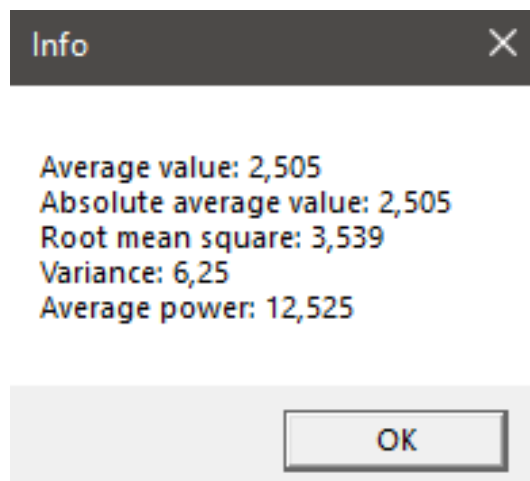 Info
Average value: 2,505
Absolute average value: 2,505
Root mean square: 3,539
Variance: 6,25
Average power: 12,525
OK